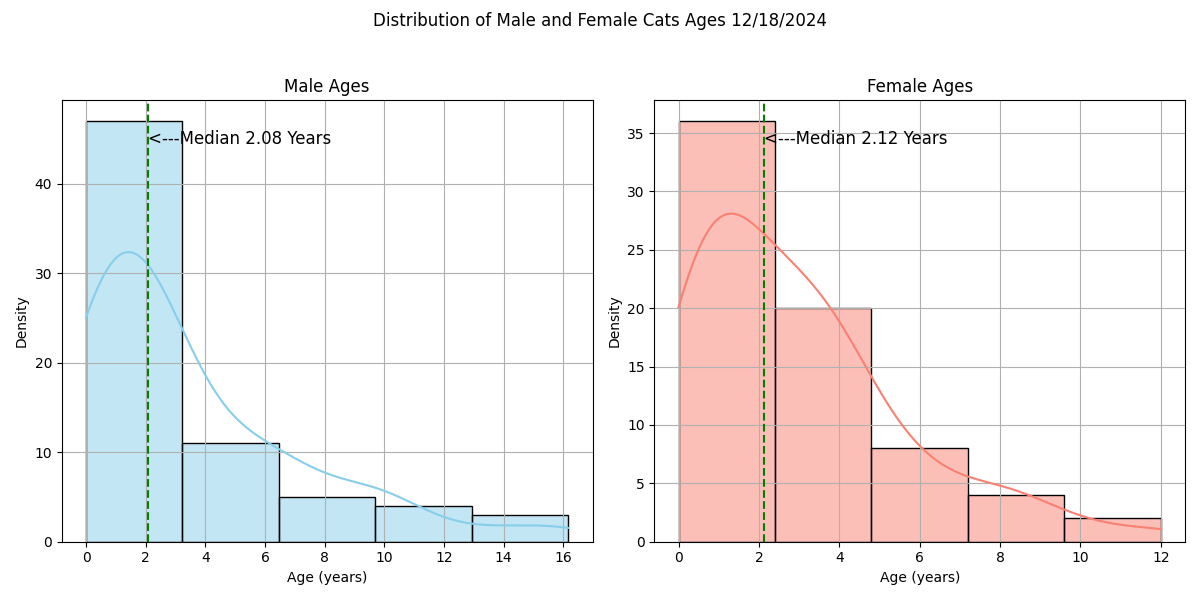 Distribution of Male and Female Cats Ages 12/18/2024
Male Ages
<---Median 2.08 Years
40
30
20
10
0
Density
0 2 4 6 8 10 12 14 16
Age (years)
Female Ages
<---Median 2.12 Years
35
30
25
20
15
10
5
0
Density
0 2 4 6 8 10 12
Age (years)